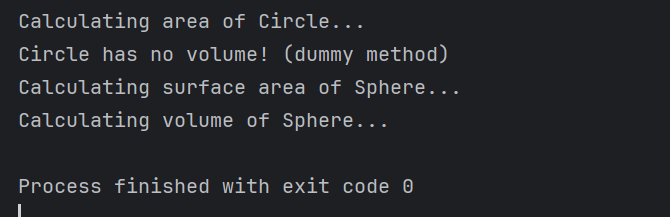 Calculating area of Circle...
Circle has no volume! (dummy method)
Calculating surface area of Sphere...
Calculating volume of Sphere...
Process finished with exit code 0